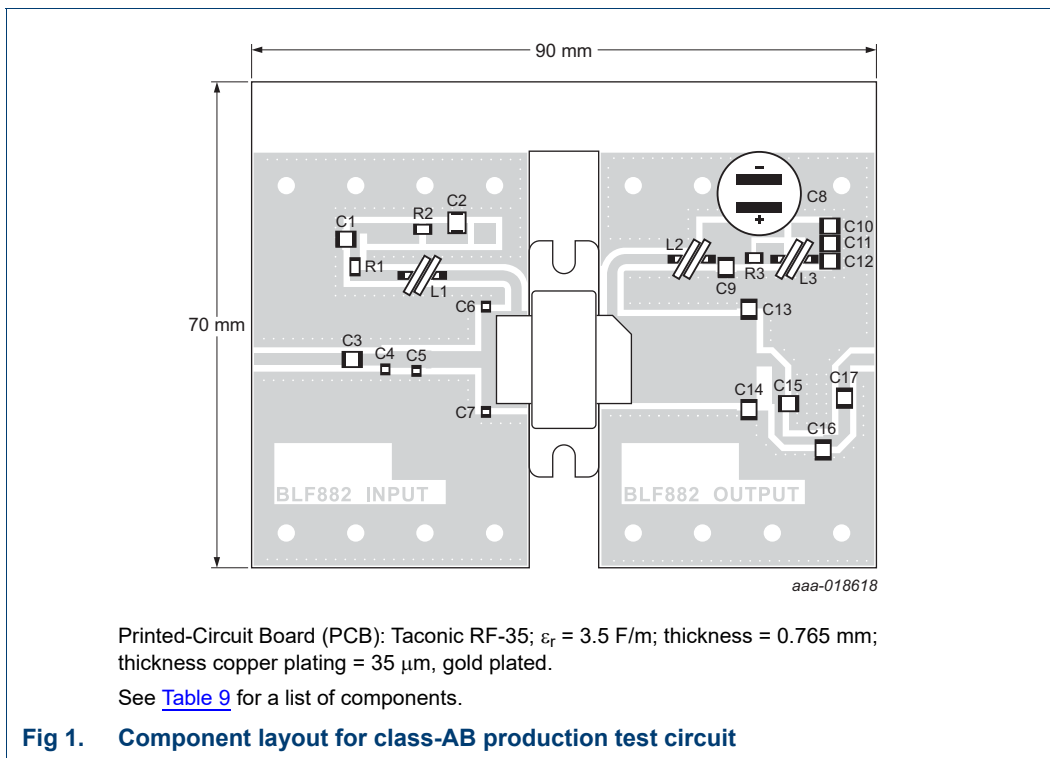 90 mm
70 mm
-
+
C8
C1
R2
C2
R1
L1
C6
C3
C4
C5
C7
L2
C9
R3
L3
C10
C11
C12
C13
C14
C15
C17
C16
BLF882 INPUT
BLF882 OUTPUT
aaa-018618
Printed-Circuit Board (PCB): Taconic RF-35; εr = 3.5 F/m; thickness = 0.765 mm;
thickness copper plating = 35 μm, gold plated.
See Table 9 for a list of components.
Fig 1. Component layout for class-AB production test circuit